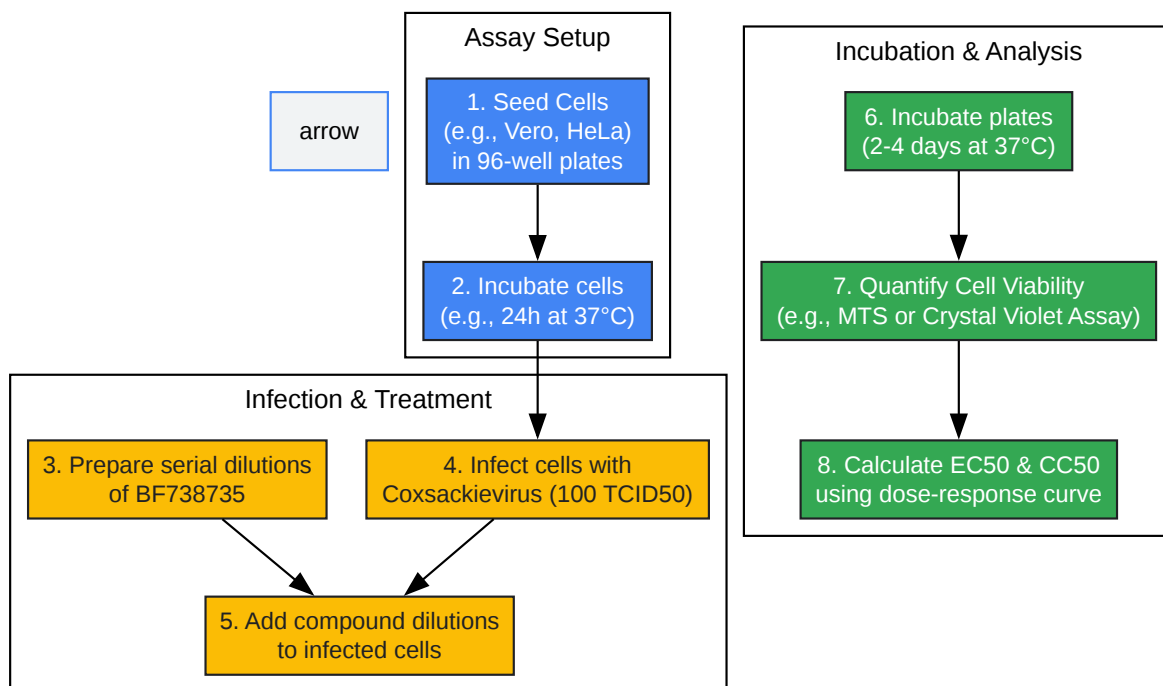 Assay Setup
arrow
1. Seed Cells
(e.g., Vero, HeLa)
in 96-well plates
2. Incubate cells
(e.g., 24h at 37°C)
Infection & Treatment
3. Prepare serial dilutions
of BF738735
4. Infect cells with
Coxsackievirus (100 TCID50)
5. Add compound dilutions
to infected cells
Incubation & Analysis
6. Incubate plates
(2-4 days at 37°C)
7. Quantify Cell Viability
(e.g., MTS or Crystal Violet Assay)
8. Calculate EC50 & CC50
using dose-response curve